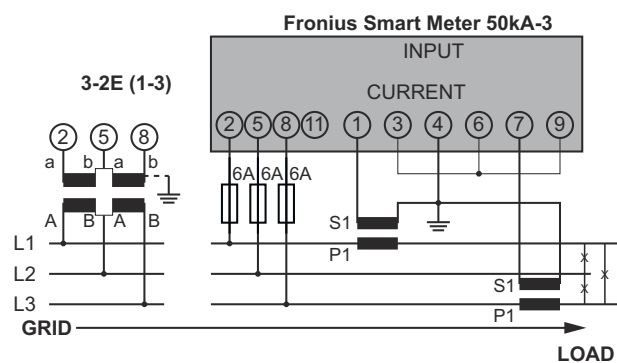 Fronius Smart Meter 50kA-3
INPUT
3-2E (1-3)
CURRENT
2 5 8
2 5 8 11 1 3 4 6 7 9
a b a b
6A 6A 6A
A B A B
S1
L1
P1
L2
S1
L3
P1
GRID
LOAD